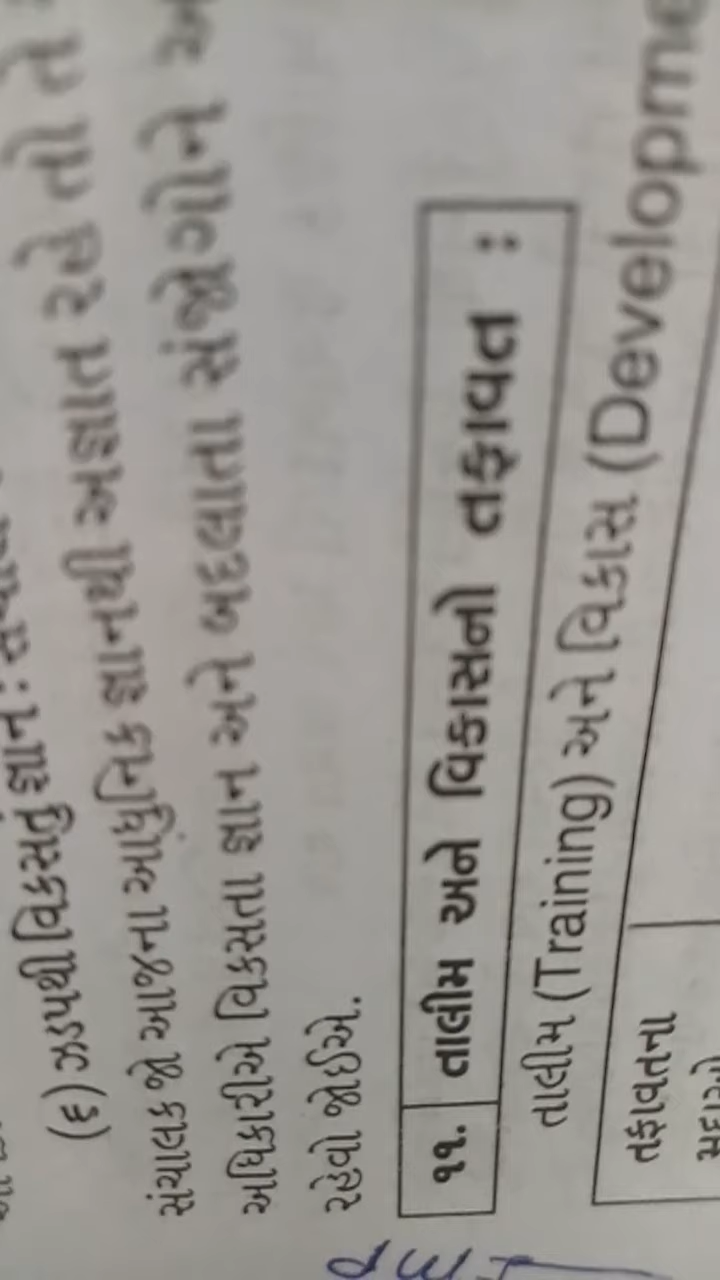 (૬) ઝડપથી વિકસતું જ્ઞાન :
સંચાલક જો આજના આધુનિક જ્ઞાનથી અજ્ઞાત રહે તો તે
અધિકારીએ વિકસતા જ્ઞાન અને બદલાતા સંજોગોને
રહેવો જોઈએ.
૧૧. તાલીમ અને વિકાસનો તફાવત :
તાલીમ (Training) અને વિકાસ (Developme
તફાવતના